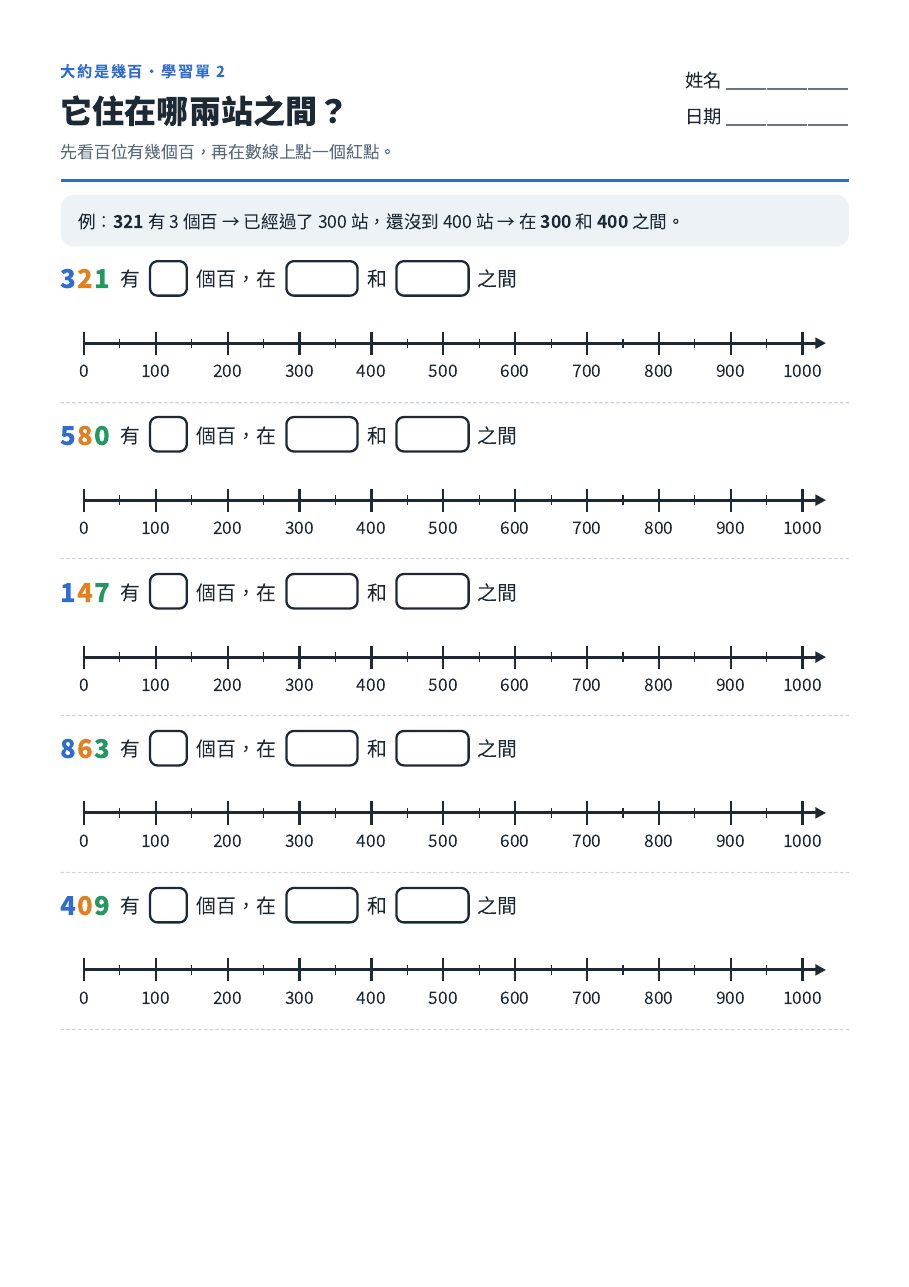 大約是幾百・學習單 2
它住在哪兩站之間？
先看百位有幾個百，再在數線上點一個紅點。
姓名
日期
例：321 有 3 個百 → 已經過了 300 站，還沒到 400 站 → 在 300 和 400 之間。
321 有 個百，在 和 之間
0 100 200 300 400 500 600 700 800 900 1000
580 有 個百，在 和 之間
0 100 200 300 400 500 600 700 800 900 1000
147 有 個百，在 和 之間
0 100 200 300 400 500 600 700 800 900 1000
863 有 個百，在 和 之間
0 100 200 300 400 500 600 700 800 900 1000
409 有 個百，在 和 之間
0 100 200 300 400 500 600 700 800 900 1000